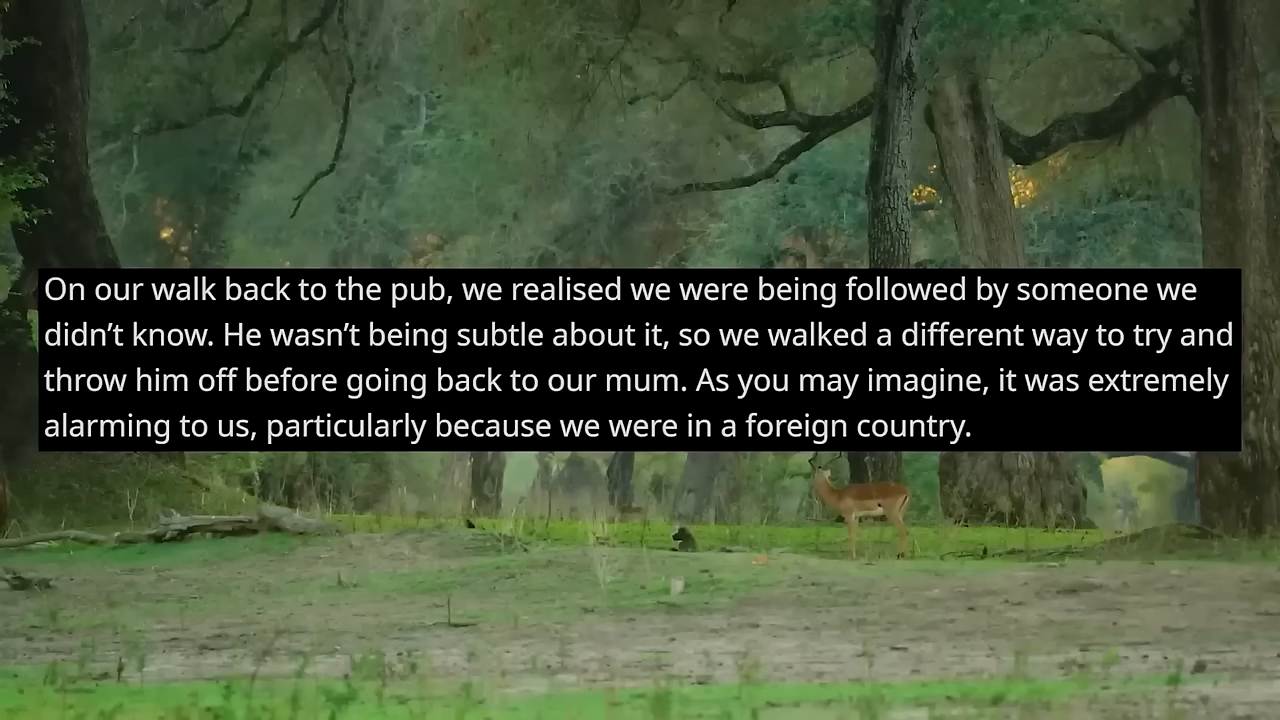 On our walk back to the pub, we realised we were being followed by someone we
didn’t know. He wasn’t being subtle about it, so we walked a different way to try and
throw him off before going back to our mum. As you may imagine, it was extremely
alarming to us, particularly because we were in a foreign country.